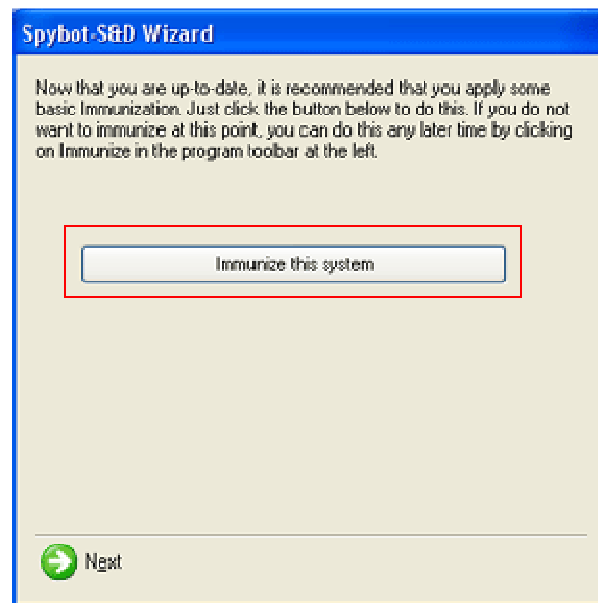 Spybot-S&D Wizard
Now that you are up-to-date, it is recommended that you apply some
basic Immunization. Just click the button below to do this. If you do not
want to immunize at this point, you can do this any later time by clicking
on Immunize in the program toolbar at the left.
Immunize this system
Next